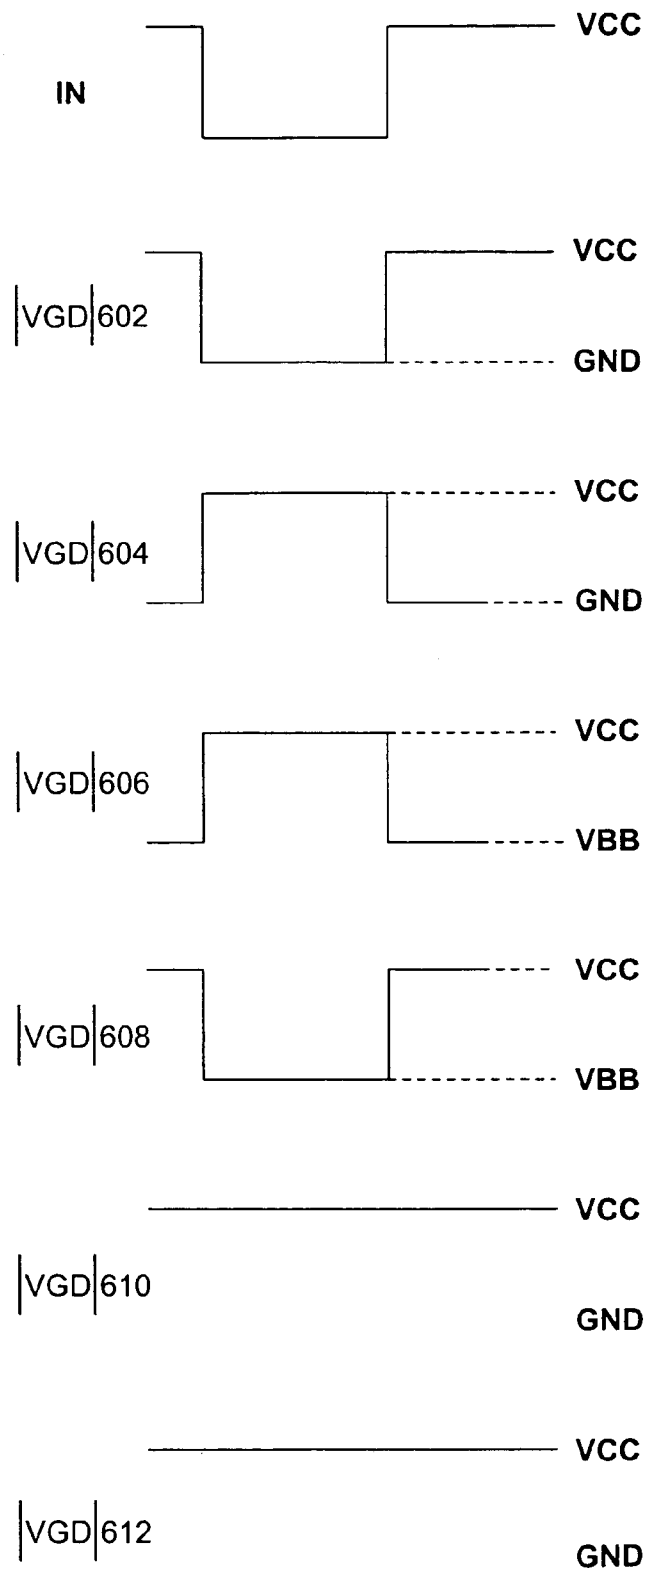 VCC
IN
VCC
|VGD|602
GND
VCC
|VGD|604
GND
VCC
|VGD|606
VBB
VCC
|VGD|608
VBB
VCC
|VGD|610
GND
VCC
|VGD|612
GND